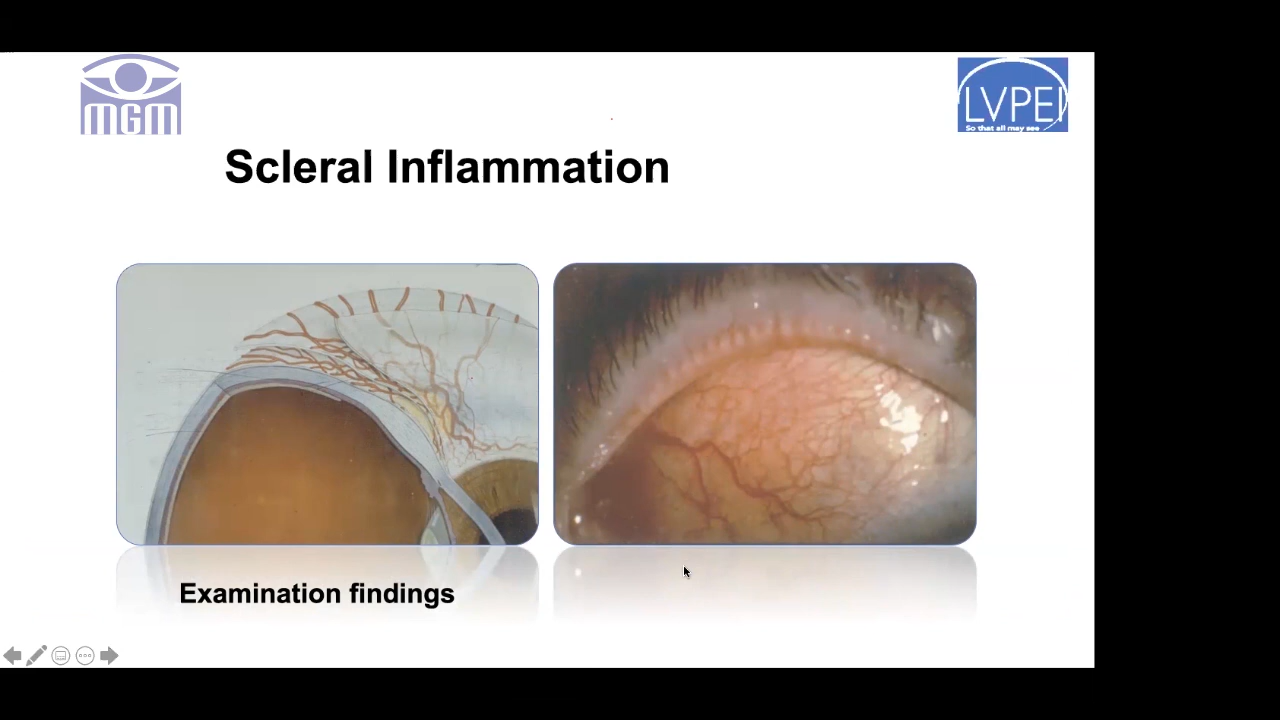 MGM
LVPEI
So that all may see
Scleral Inflammation
Examination findings